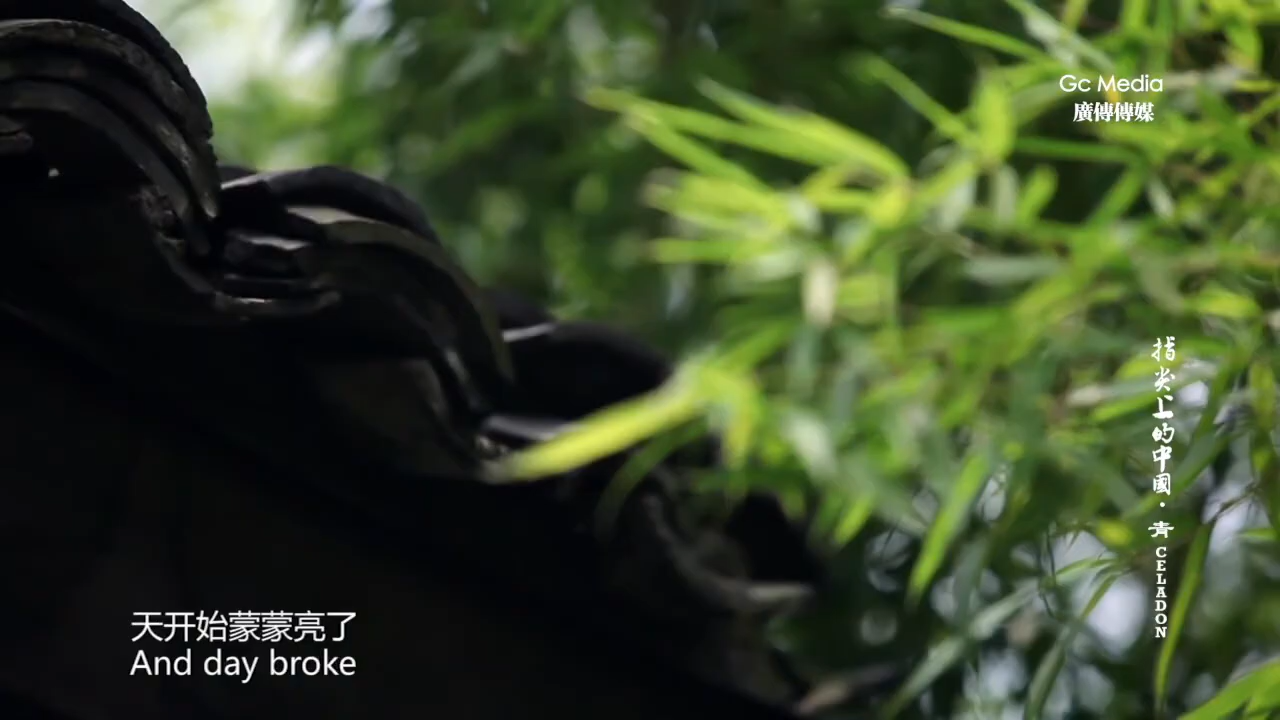 Gc Media
廣傳傳媒
指尖上的中國·青
CELADON
天开始蒙蒙亮了
And day broke